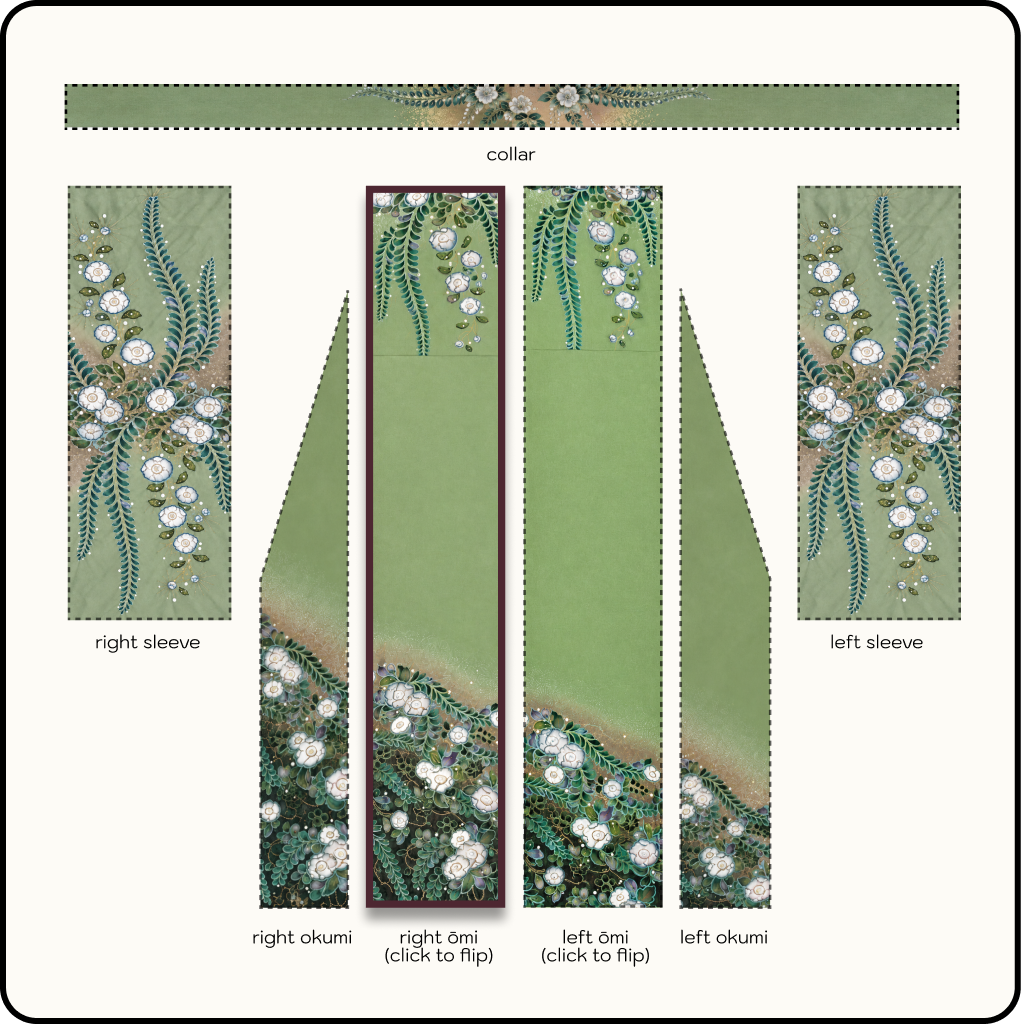 collar
right sleeve
left sleeve
right okumi
right ōmi
(click to flip)
left ōmi
(click to flip)
left okumi